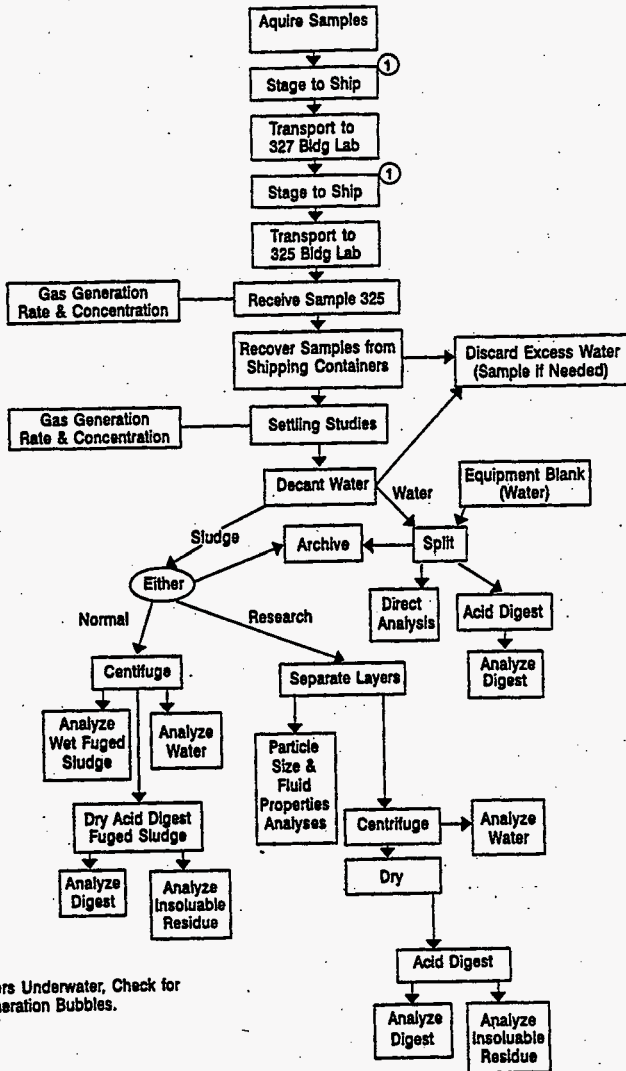 Aquire Samples
1
Stage to Ship
Transport to
327 Bldg Lab
1
Stage to Ship
Transport to
325 Bldg Lab
Gas Generation
Rate & Concentration
Receive Sample 325
Recover Samples from
Shipping Containers
Discard Excess Water
(Sample if Needed)
Gas Generation
Rate & Concentration
Settling Studies
Decant Water
Water
Equipment Blank
(Water)
Sludge
Archive
Split
Either
Normal
Research
Direct
Analysis
Acid Digest
Analyze
Digest
Centifuge
Separate Layers
Analyze
Wet Fuged
Sludge
Analyze
Water
Particle
Size &
Fluid
Properties
Analyses
Dry Acid Digest
Fuged Sludge
Centrifuge
Analyze
Water
Analyze
Digest
Analyze
Insoluable
Residue
Dry
Acid Digest
Analyze
Digest
Analyze
Insoluable
Residue
Underwater, Check for
Bubbles.